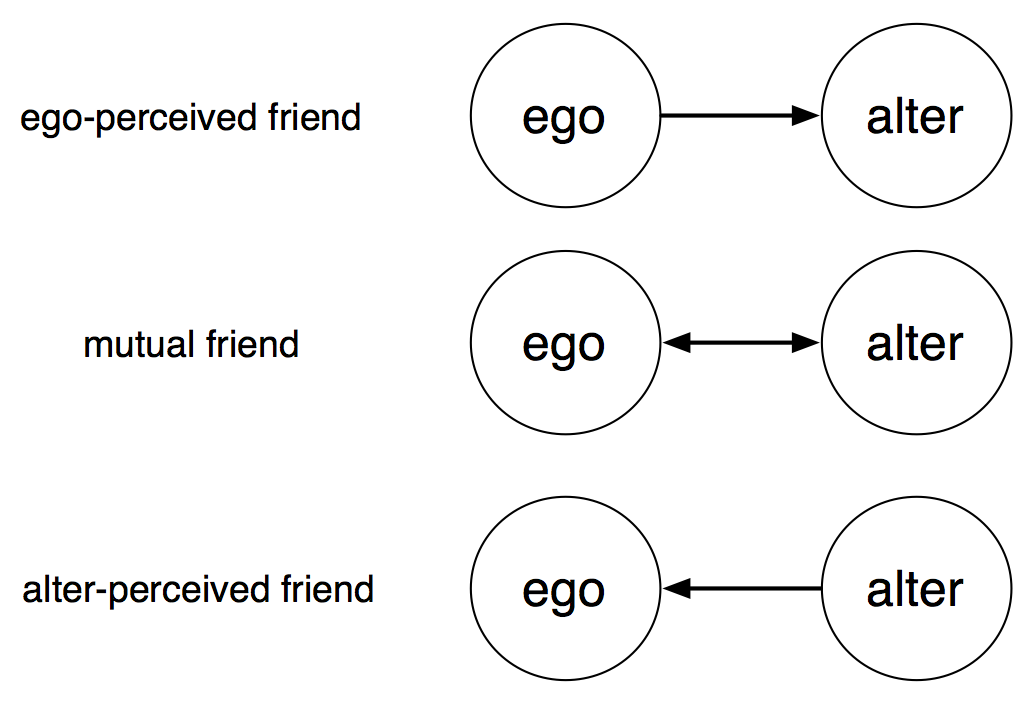 ego-perceived friend ego alter
mutual friend ego alter
alter-perceived friend ego alter